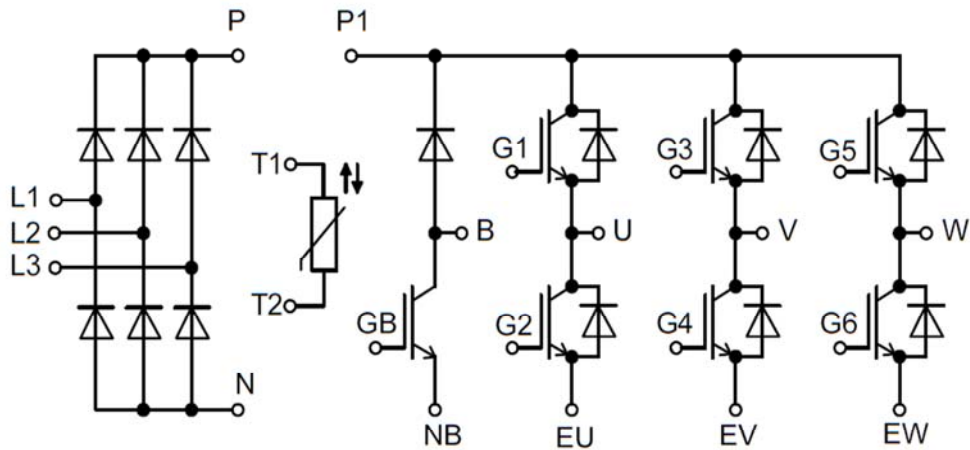 P P1
T1
G1 G3 G5
L1
L2 B U V W
L3
T2
GB G2 G4 G6
N
NB EU EV EW